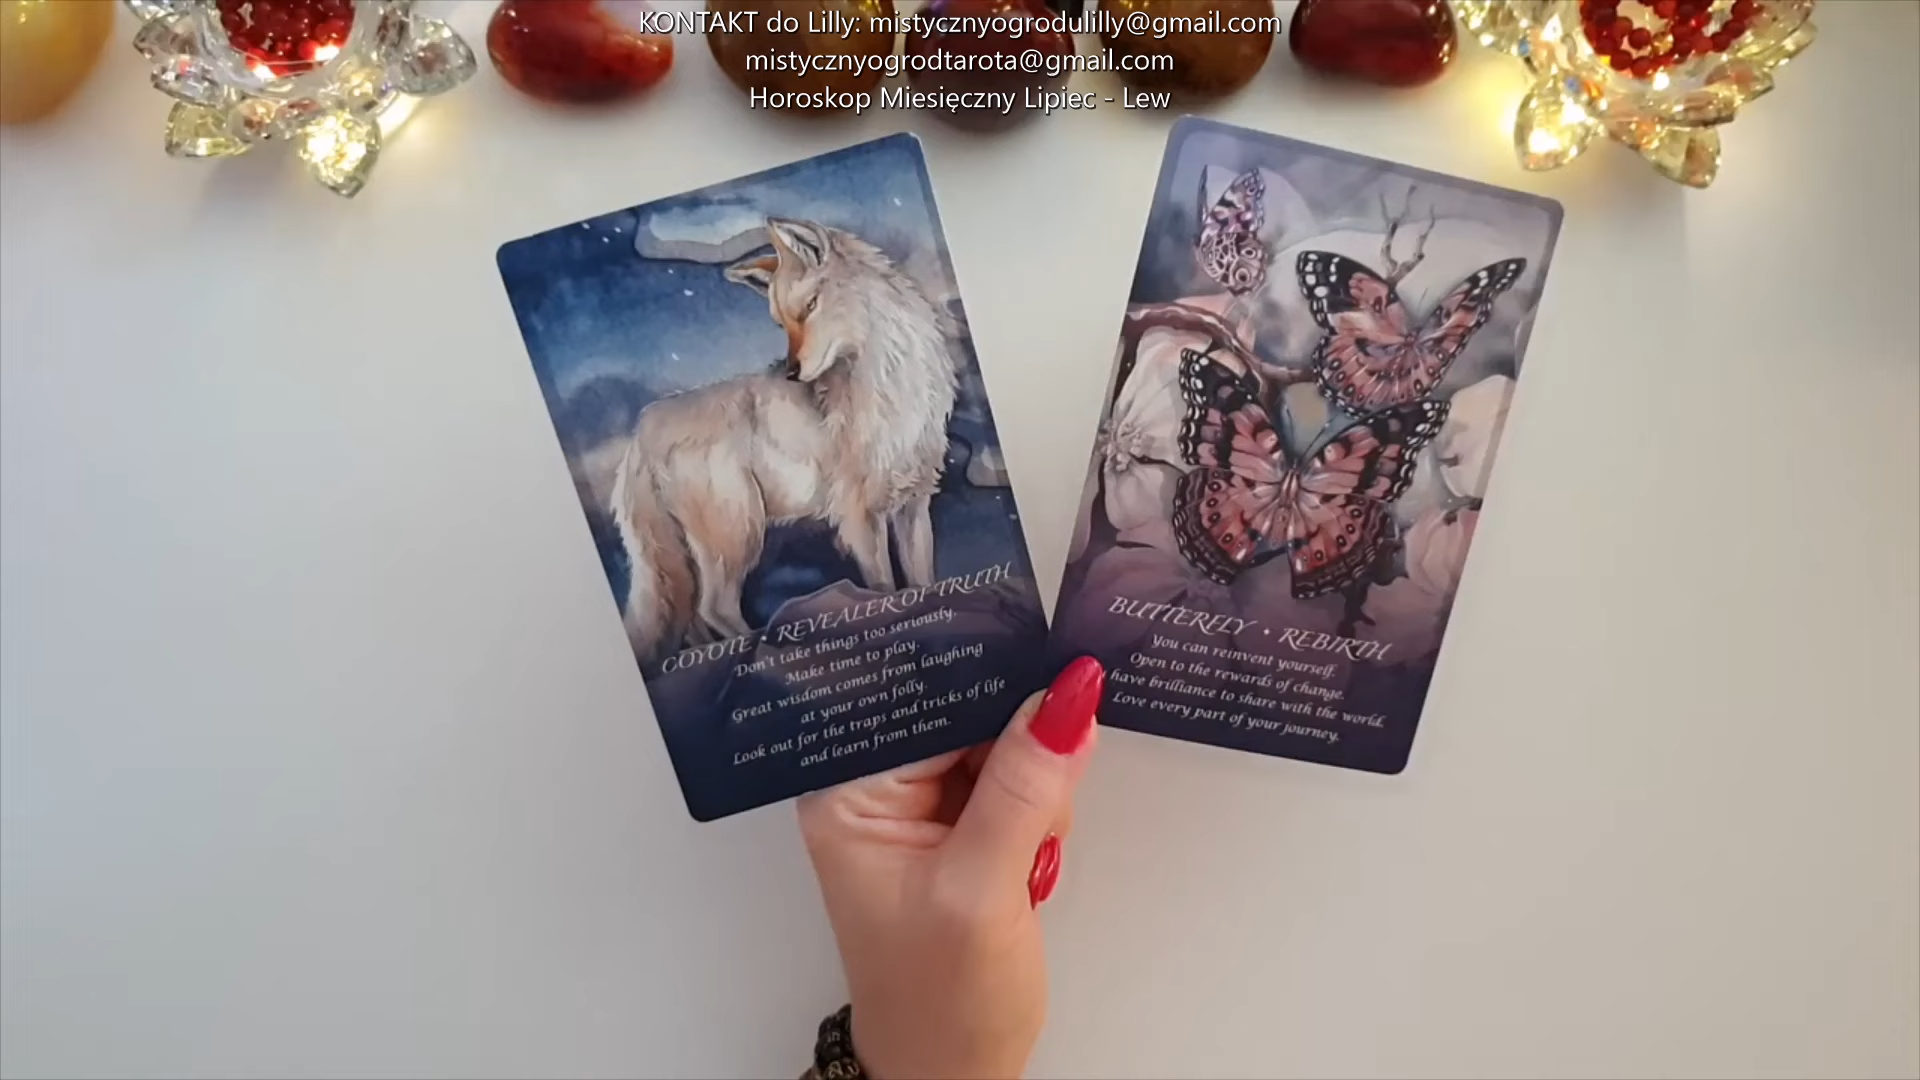 KONTAKT do Lilly: mistycznyogrodulilly@gmail.com
mistycznyogrodtarota@gmail.com
Horoskop Miesięczny Lipiec - Lew
COYOTE • REVEALER OF TRUTH
Don't take things too seriously.
Make time to play.
Great wisdom comes from laughing
at your own folly.
Look out for the traps and tricks of life
and learn from them.
BUTTERFLY • REBIRTH
You can reinvent yourself.
Open to the rewards of change.
have brilliance to share with the world.
Love every part of your journey.